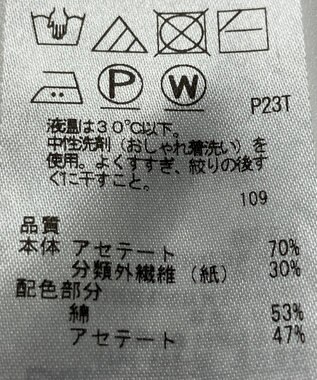 P
W
P23T
液温は30℃以下。
中性洗剤（おしゃれ着洗い）を
使用。よくすすぎ、絞りの後す
ぐに干すこと。
109
品質
本体 アセテート 70%
分類外繊維（紙） 30%
配色部分
綿 53%
アセテート 47%